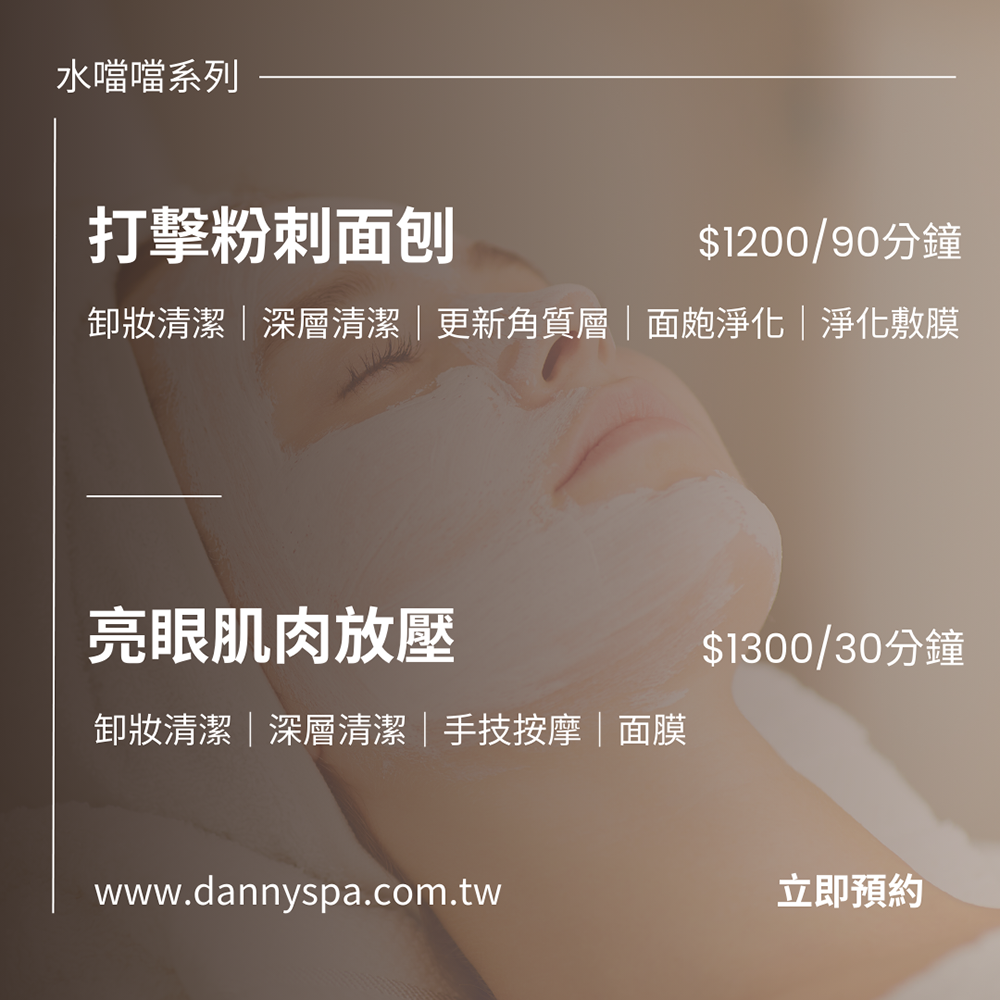 水噹噹系列
打擊粉刺面刨
$1200/90分鐘
卸妝清潔｜深層清潔｜更新角質層｜面皰淨化｜淨化敷膜
亮眼肌肉放壓
$1300/30分鐘
卸妝清潔｜深層清潔｜手技按摩｜面膜
www.dannyspa.com.tw
立即預約